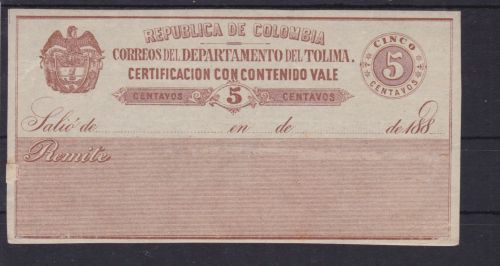 REPUBLICA DE COLOMBIA
CORREOS DEL DEPARTAMENTO DEL TOLIMA.
CERTIFICACION CON CONTENIDO VALE
CENTAVOS 5 CENTAVOS
CINCO
5
CENTAVOS
Salió de en de de 188
Remite